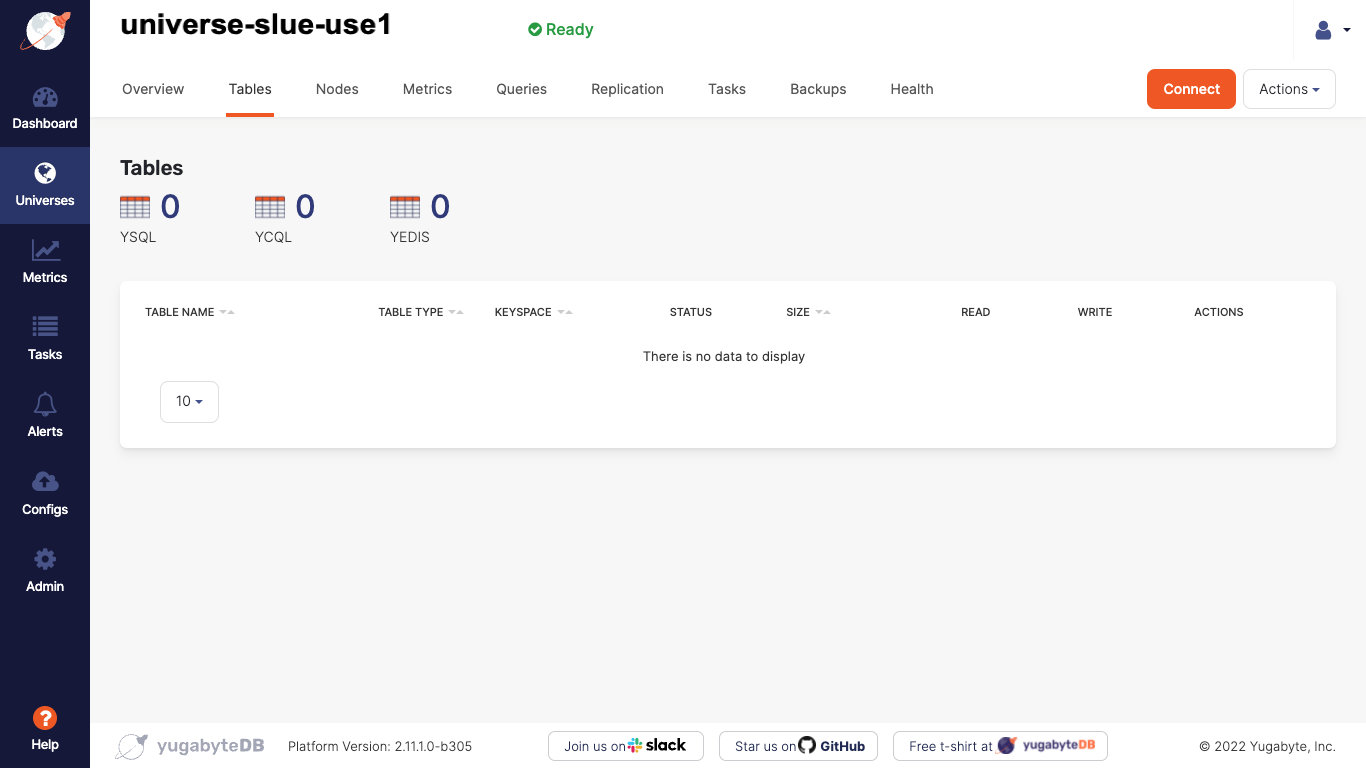 universe-slue-use1
Ready
Overview Tables Nodes Metrics Queries Replication Tasks Backups Health Connect Actions
Dashboard
Universes
Metrics
Tasks
Alerts
Configs
Admin
?
Help
Tables
0 0 0
YSQL YCQL YEDIS
TABLE NAME TABLE TYPE KEYSPACE STATUS SIZE READ WRITE ACTIONS
There is no data to display
10
yugabyteDB Platform Version: 2.11.1.0-b305 Join us on slack Star us on GitHub Free t-shirt at yugabyteDB © 2022 Yugabyte, Inc.